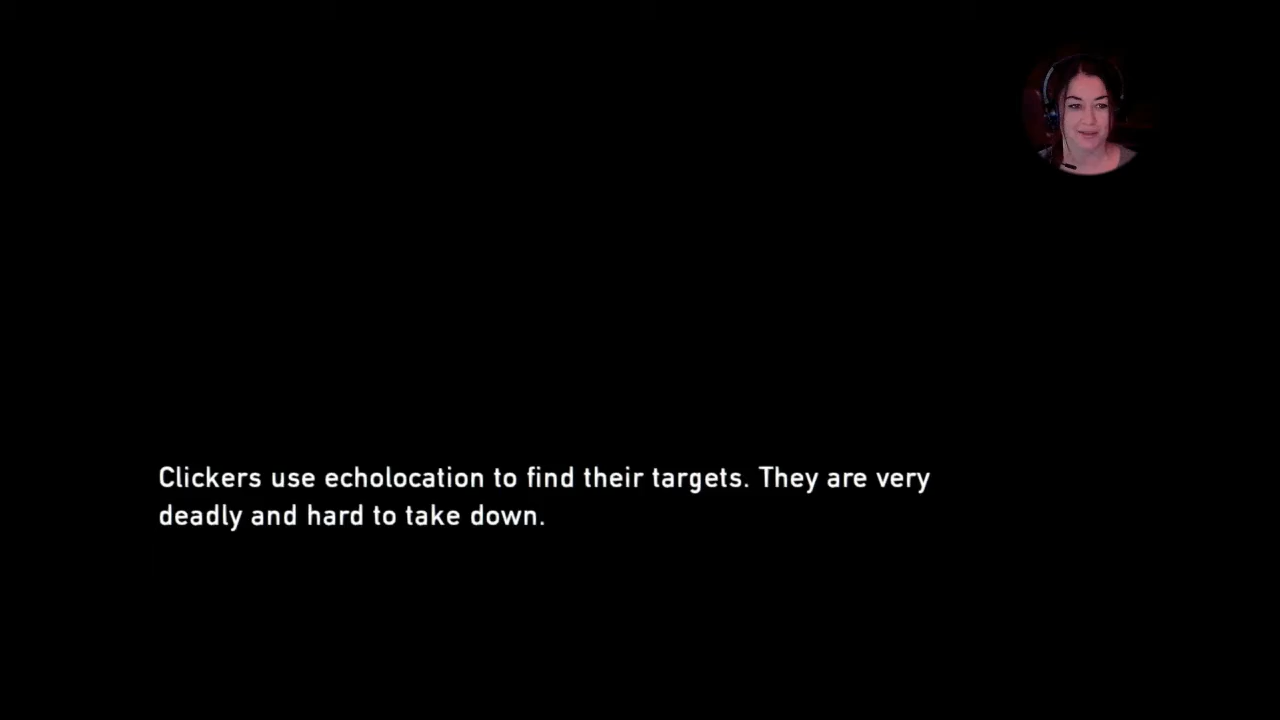 Clickers use echolocation to find their targets. They are very
deadly and hard to take down.